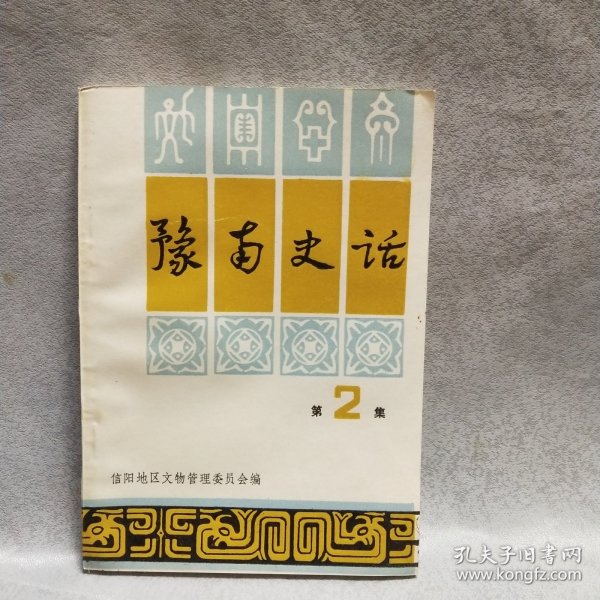 豫南史话
第2集
信阳地区文物管理委员会编
孔夫子旧书网
www.kongfz.com